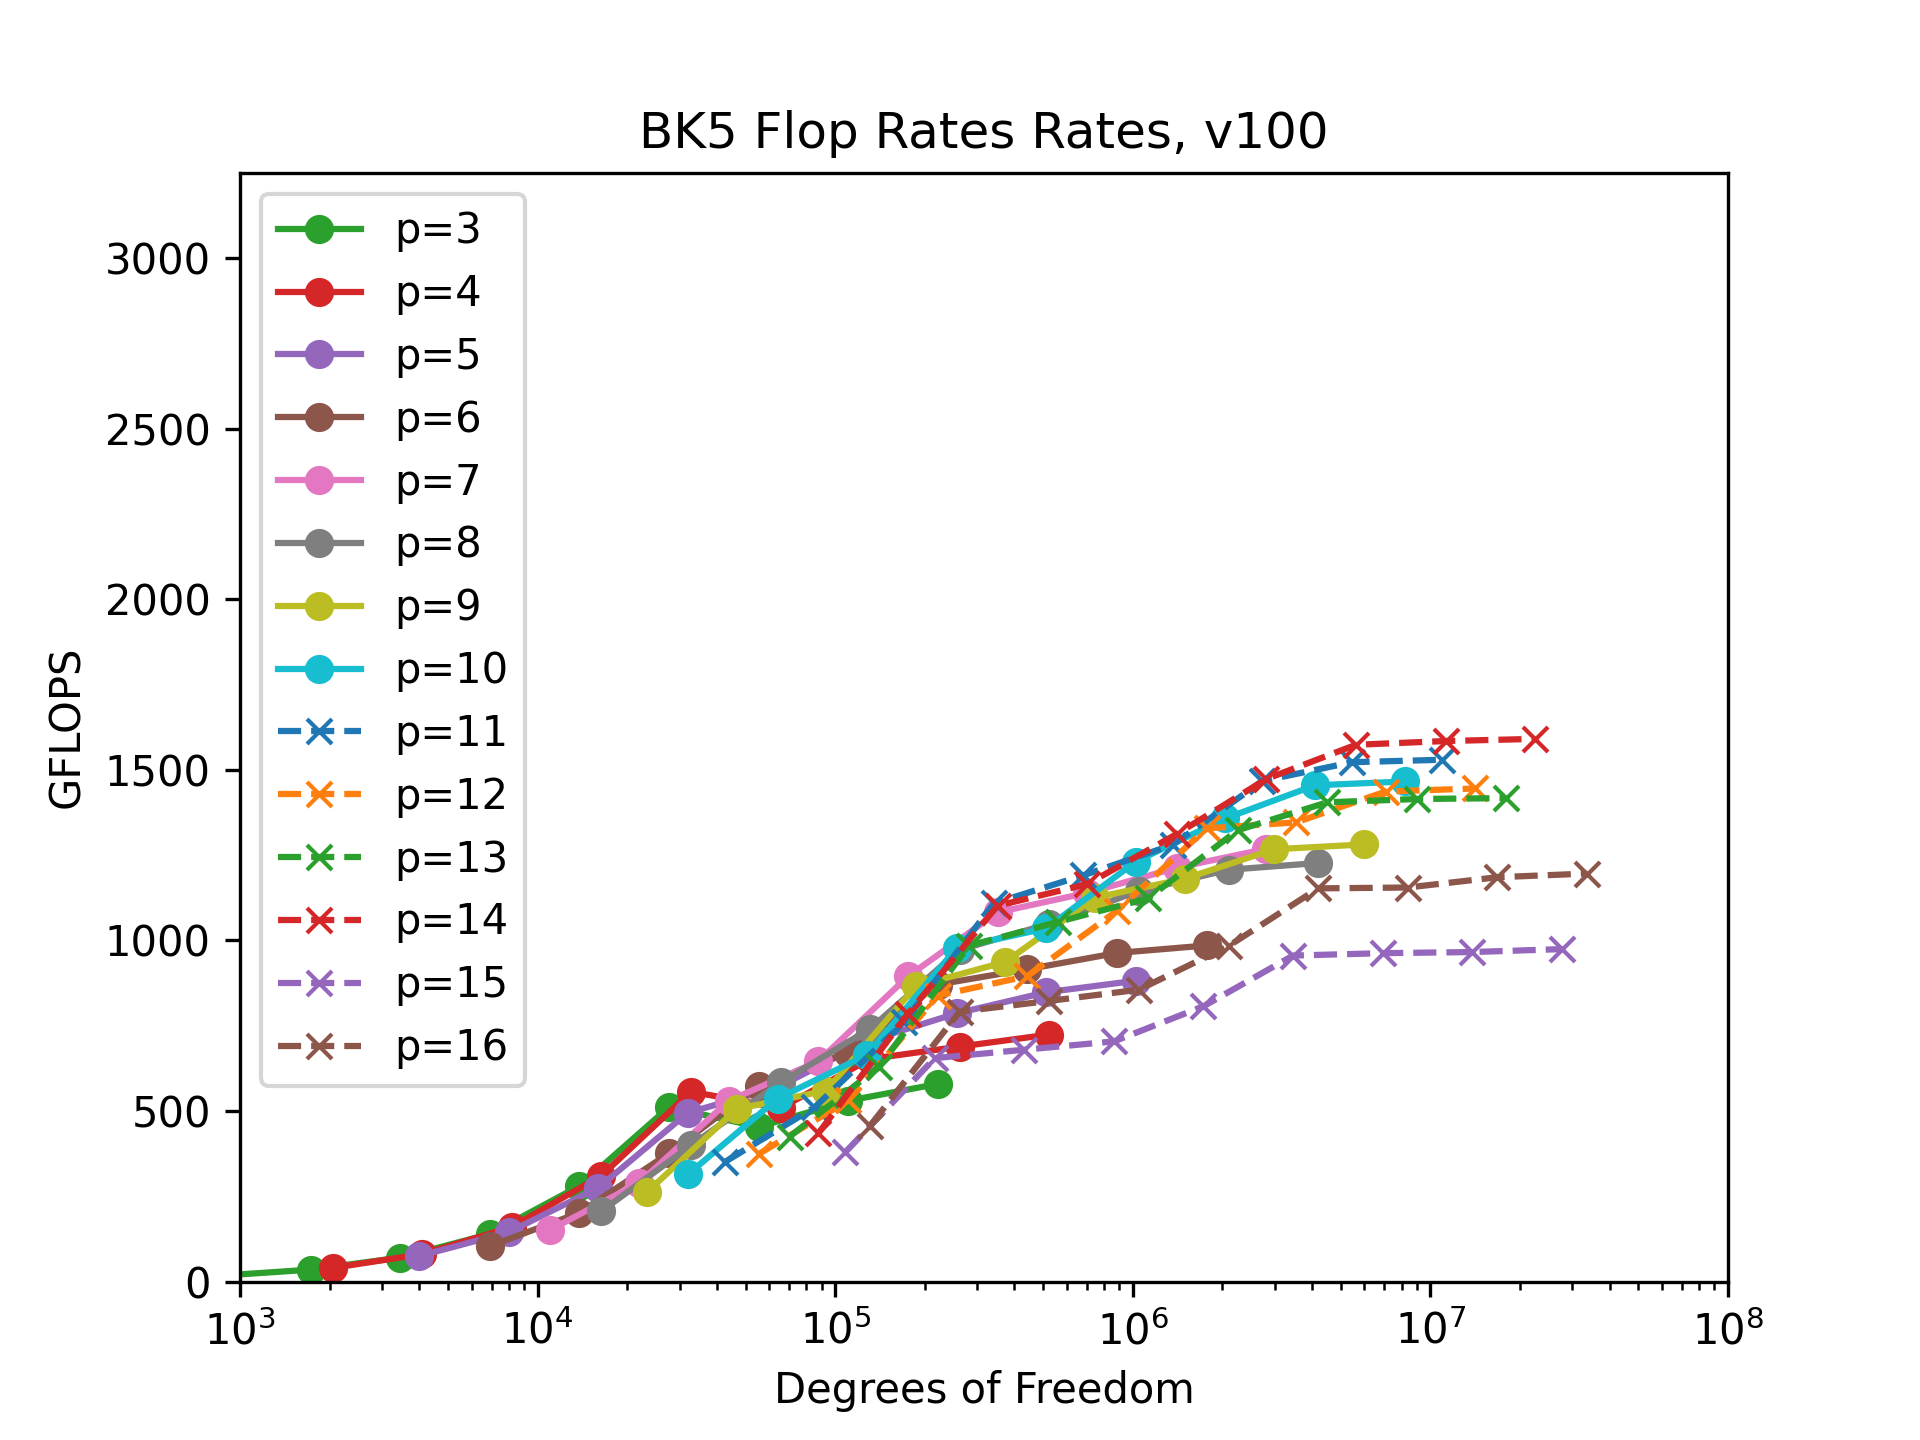 BK5 Flop Rates Rates, v100
GFLOPS
3000
2500
2000
1500
1000
500
0
p=3
p=4
p=5
p=6
p=7
p=8
p=9
p=10
p=11
p=12
p=13
p=14
p=15
p=16
10³ 10⁴ 10⁵ 10⁶ 10⁷ 10⁸
Degrees of Freedom